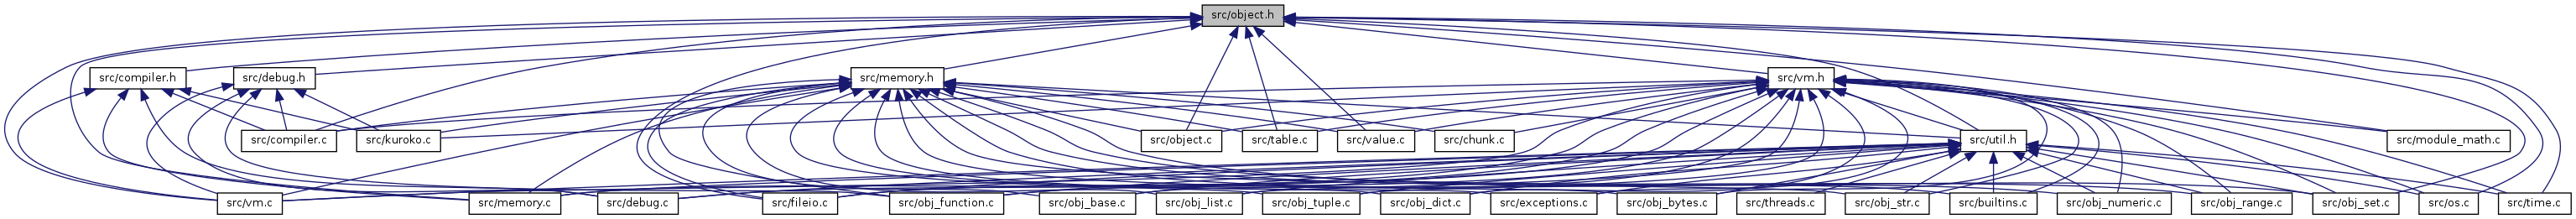 src/object.h
src/compiler.h
src/debug.h
src/memory.h
src/vm.h
src/compiler.c
src/kuroko.c
src/object.c
src/table.c
src/value.c
src/chunk.c
src/util.h
src/module_math.c
src/vm.c
src/memory.c
src/debug.c
src/fileio.c
src/obj_function.c
src/obj_base.c
src/obj_list.c
src/obj_tuple.c
src/obj_dict.c
src/exceptions.c
src/obj_bytes.c
src/threads.c
src/obj_str.c
src/builtins.c
src/obj_numeric.c
src/obj_range.c
src/obj_set.c
src/os.c
src/time.c